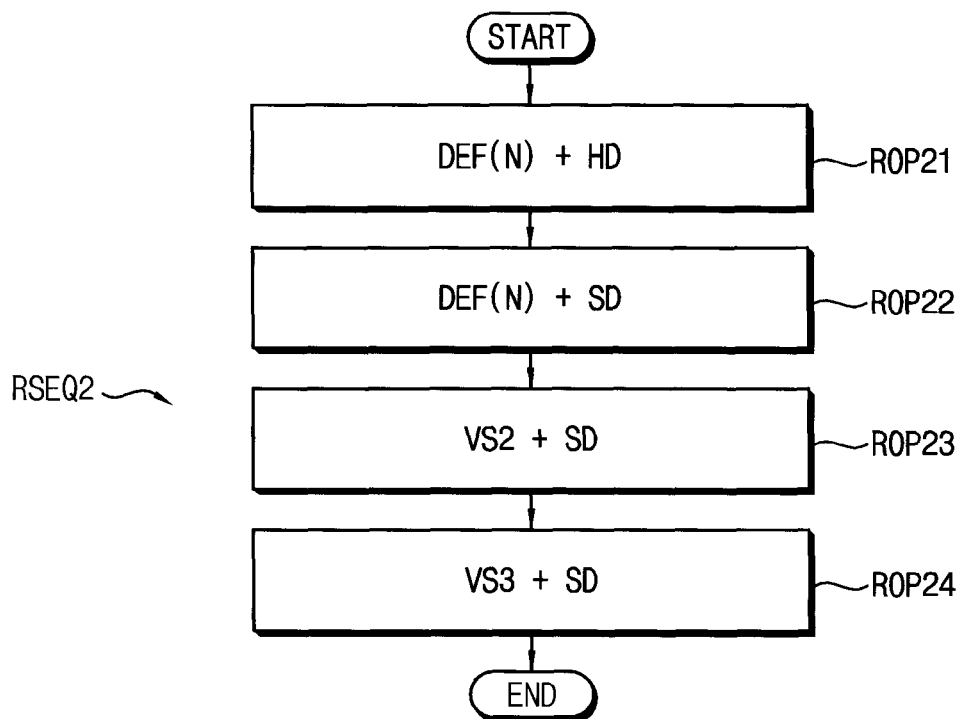 START
DEF(N) + HD
ROP21
DEF(N) + SD
ROP22
RSEQ2
VS2 + SD
ROP23
VS3 + SD
ROP24
END